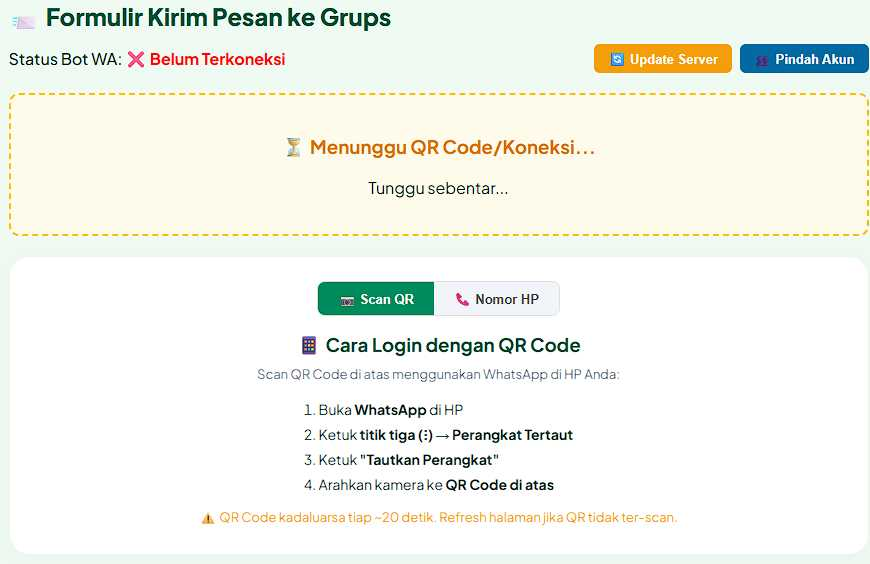 Formulir Kirim Pesan ke Grups
Status Bot WA: ❌ Belum Terkoneksi
🔄 Update Server
Pindah Akun
⏳ Menunggu QR Code/Koneksi...
Tunggu sebentar...
📷 Scan QR
📞 Nomor HP
📱 Cara Login dengan QR Code
Scan QR Code di atas menggunakan WhatsApp di HP Anda:
1. Buka WhatsApp di HP
2. Ketuk titik tiga (⋮) → Perangkat Tertaut
3. Ketuk "Tautkan Perangkat"
4. Arahkan kamera ke QR Code di atas
⚠️ QR Code kadaluarsa tiap ~20 detik. Refresh halaman jika QR tidak ter-scan.